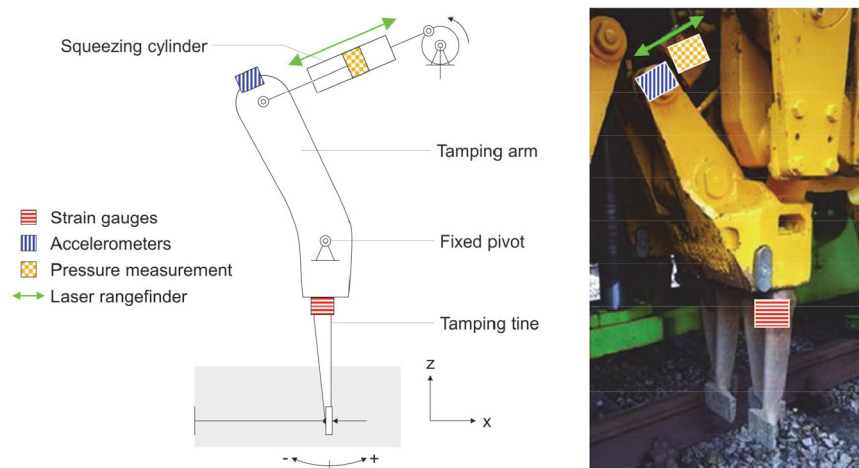 Squeezing cylinder
Tamping arm
Strain gauges
Accelerometers
Fixed pivot
Pressure measurement
Laser rangefinder
Tamping tine
z
x
- +